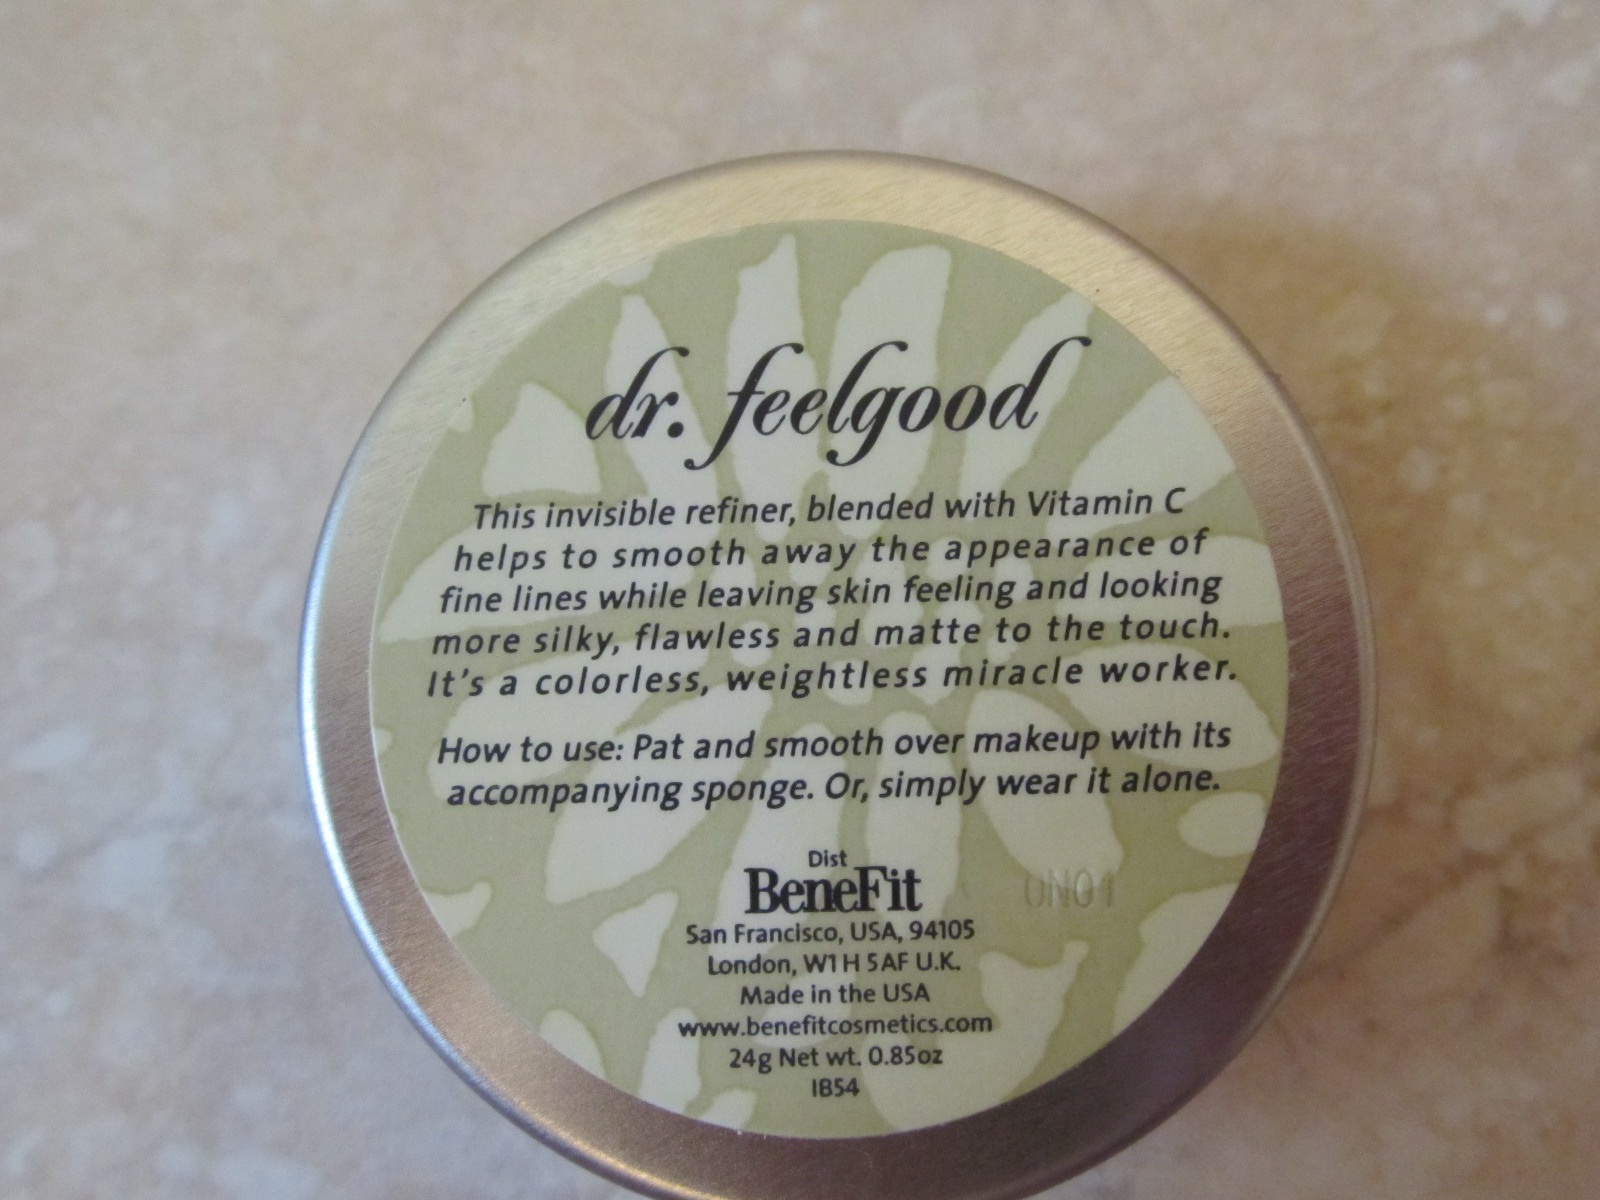 dr. feelgood
This invisible refiner, blended with Vitamin C
helps to smooth away the appearance of
fine lines while leaving skin feeling and looking
more silky, flawless and matte to the touch.
It's a colorless, weightless miracle worker.
How to use: Pat and smooth over makeup with its
accompanying sponge. Or, simply wear it alone.
Dist
BeneFit
0N01
San Francisco, USA, 94105
London, W1H 5AF U.K.
Made in the USA
www.benefitcosmetics.com
24g Net wt. 0.85oz
IB54